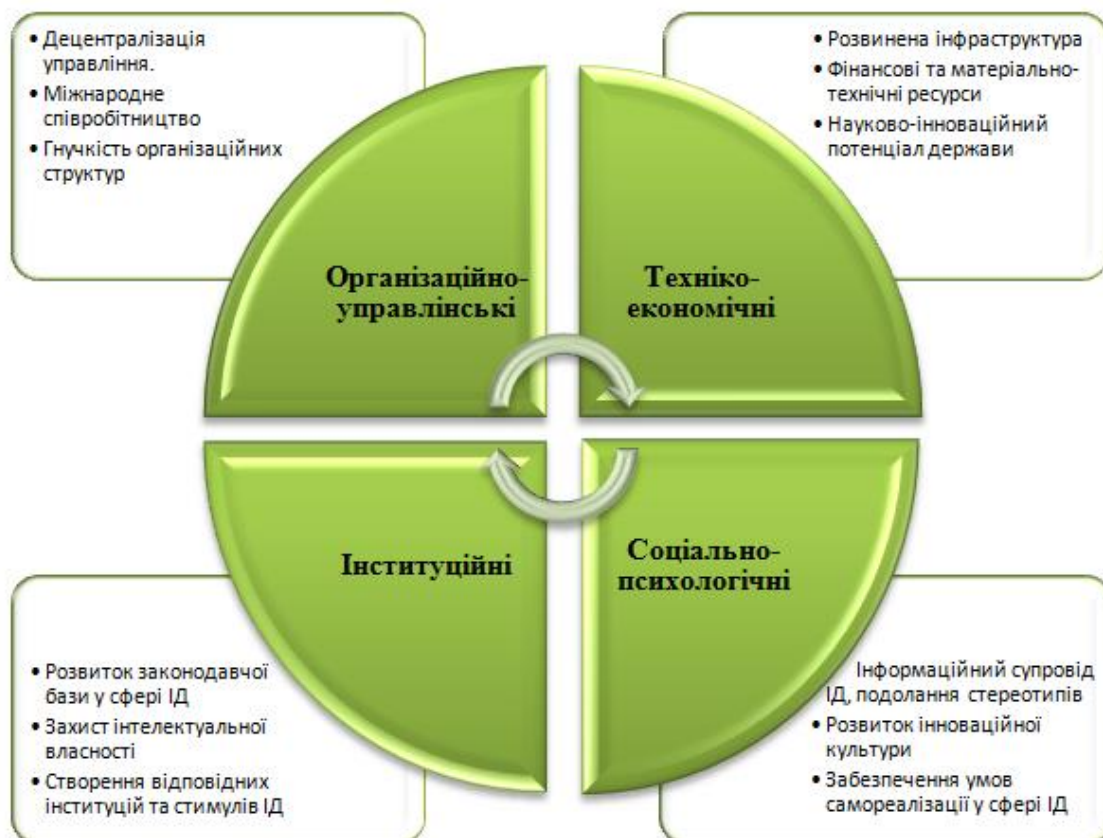 • Децентралізація
управління.
• Міжнародне
співробітництво
• Гнучкість організаційних
структур
• Розвинена інфраструктура
• Фінансові та матеріально-
технічні ресурси
• Науково-інноваційний
потенціал держави
Організаційно-
управлінські
Техніко-
економічні
Інституційні
Соціально-
психологічні
• Розвиток законодавчої
бази у сфері ІД
• Захист інтелектуальної
власності
• Створення відповідних
інституцій та стимулів ІД
Інформаційний супровід
ІД, подолання стереотипів
• Розвиток інноваційної
культури
• Забезпечення умов
самореалізації у сфері ІД